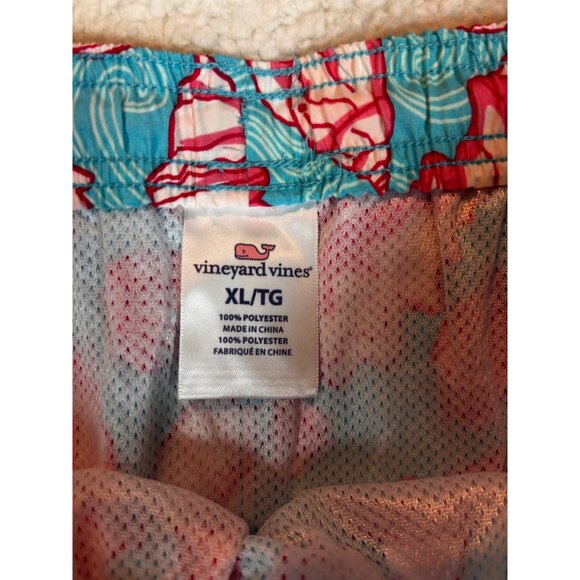 vineyard vines®
XL/TG
100% POLYESTER
MADE IN CHINA
100% POLYESTER
FABRIQUÉ EN CHINE